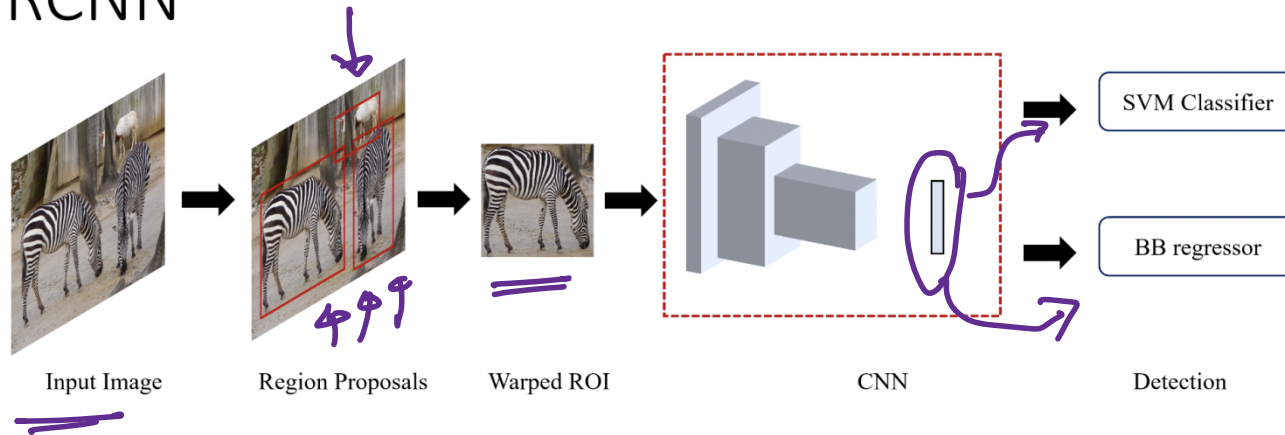 RCNN
SVM Classifier
BB regressor
Input Image
Region Proposals
Warped ROI
CNN
Detection